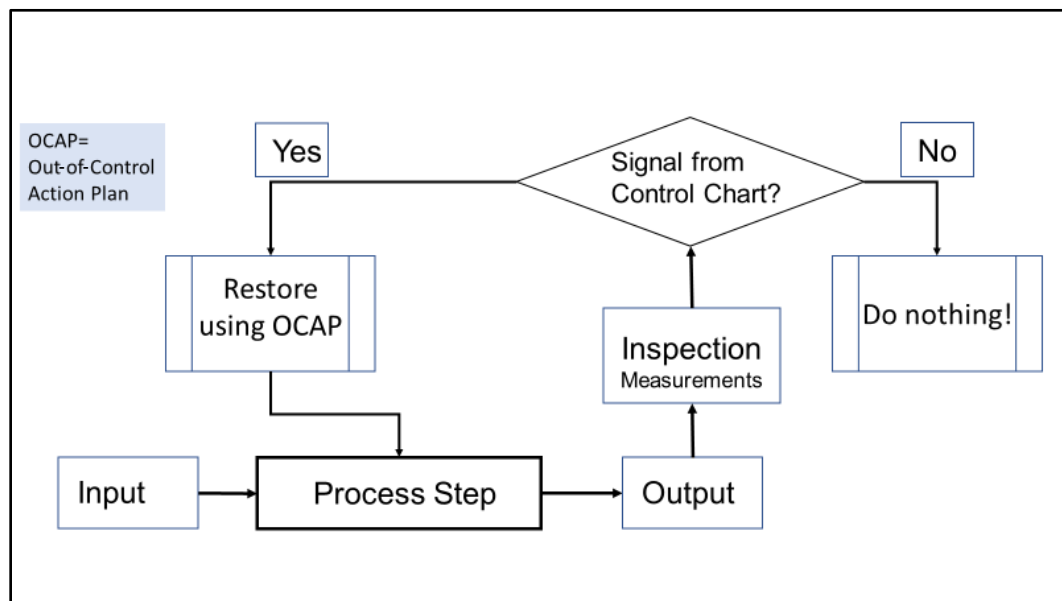 OCAP=
Out-of-Control
Action Plan
Yes
Signal from
Control Chart?
No
Restore
using OCAP
Do nothing!
Inspection
Measurements
Input
Process Step
Output